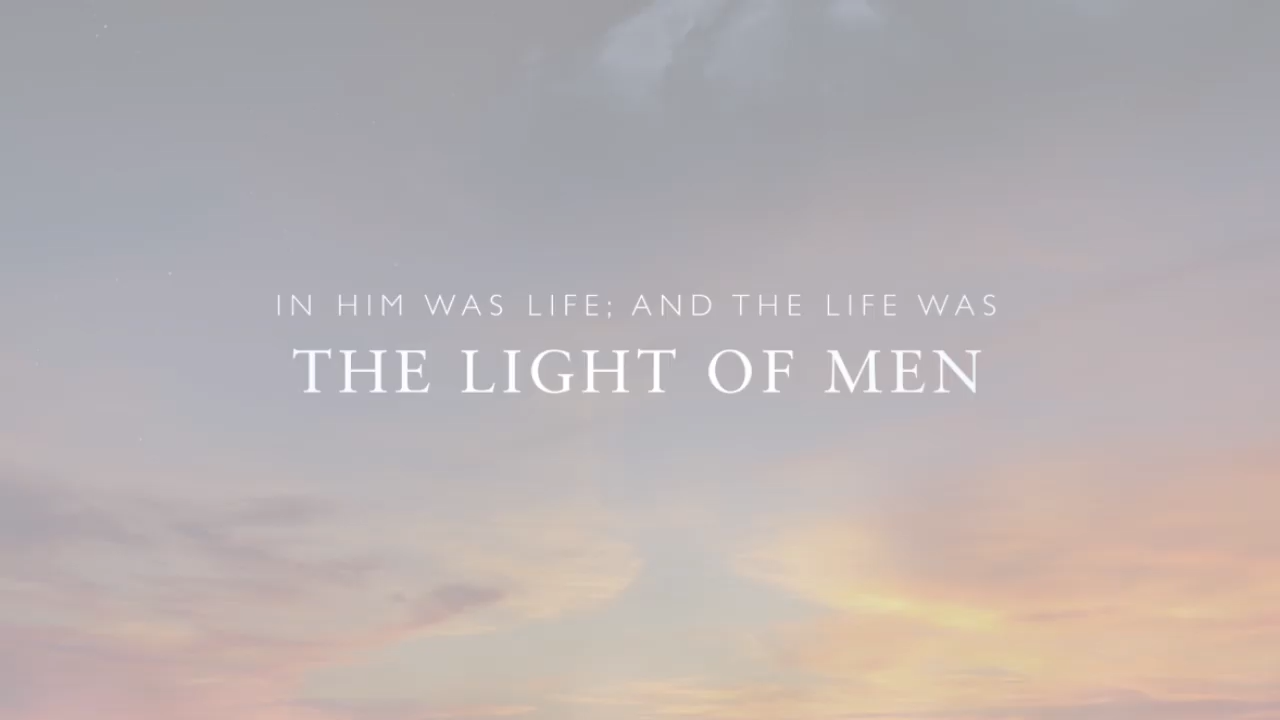 IN HIM WAS LIFE; AND THE LIFE WAS
THE LIGHT OF MEN